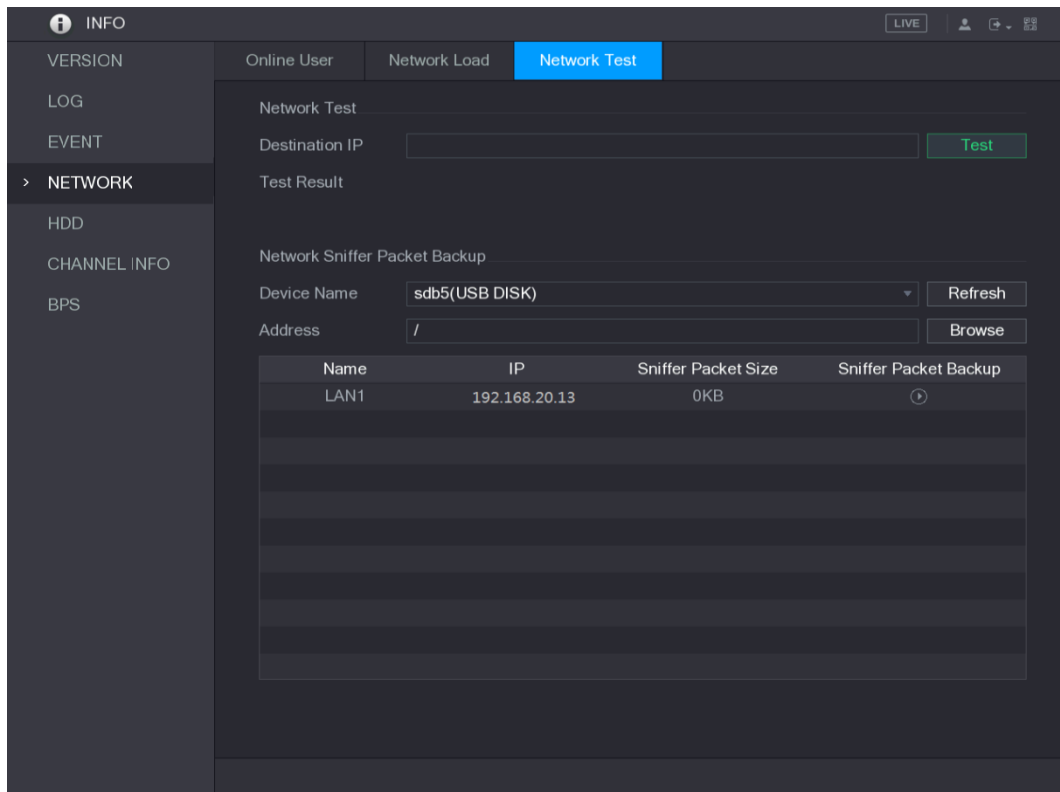 INFO
LIVE
VERSION
LOG
EVENT
> NETWORK
HDD
CHANNEL INFO
BPS
Online User Network Load Network Test
Network Test
Destination IP Test
Test Result
Network Sniffer Packet Backup
Device Name sdb5(USB DISK) Refresh
Address / Browse
Name IP Sniffer Packet Size Sniffer Packet Backup
LAN1 192.168.20.13 0KB